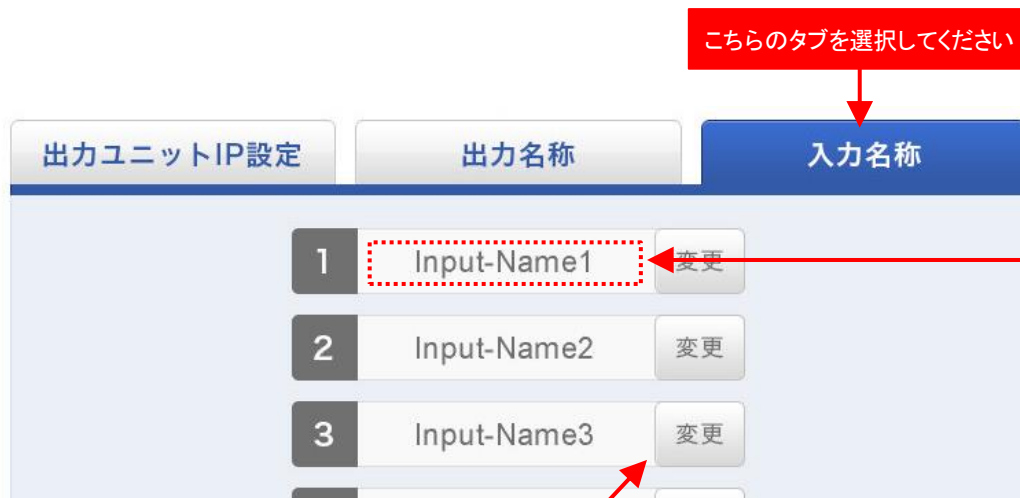 こちらのタブを選択してください
出力ユニットIP設定 出力名称 入力名称
1 Input-Name1 変更
2 Input-Name2 変更
3 Input-Name3 変更